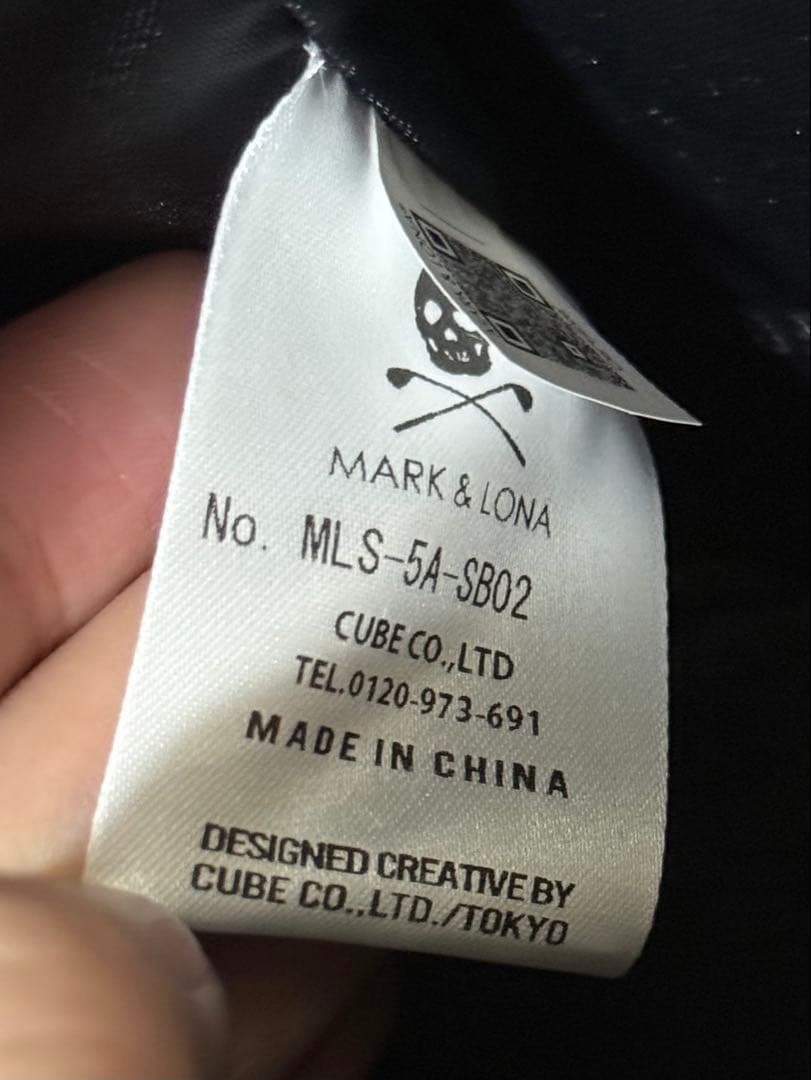 MARK & LONA
No. MLS-5A-SB02
CUBE CO.,LTD
TEL.0120-973-691
MADE IN CHINA
DESIGNED CREATIVE BY
CUBE CO.,LTD./TOKYO